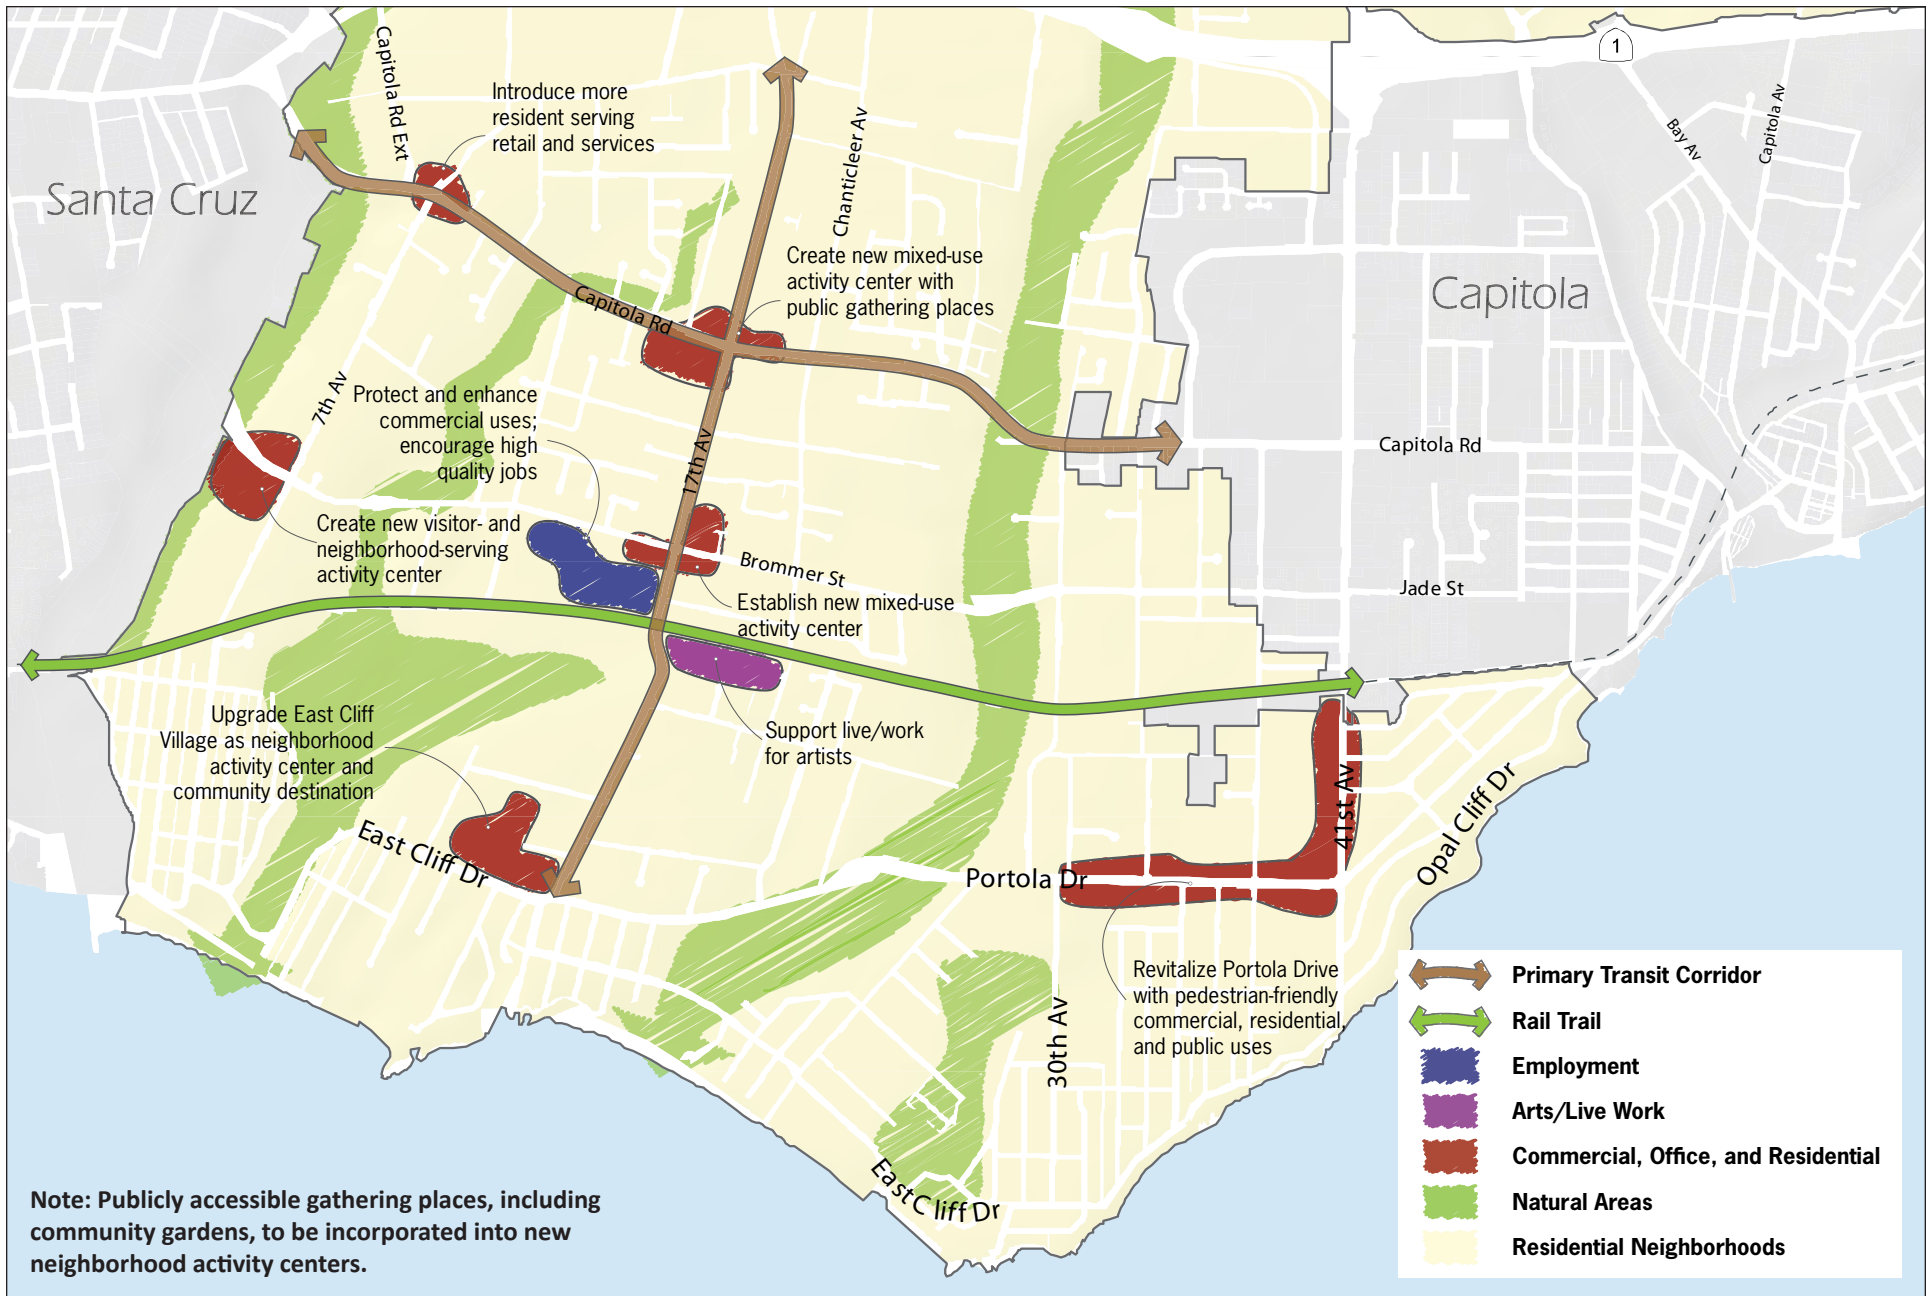 1
Capitola Rd Ext
Introduce more
resident serving
retail and services
Chanticleer Av
Bay Av
Capitola Av
Santa Cruz
Create new mixed-use
activity center with
public gathering places
Capitola
Capitola Rd
7th Av
Protect and enhance
commercial uses;
encourage high
quality jobs
17th Av
Capitola Rd
Create new visitor- and
neighborhood-serving
activity center
Brommer St
Jade St
Establish new mixed-use
activity center
Support live/work
for artists
Upgrade East Cliff
Village as neighborhood
activity center and
community destination
East Cliff Dr
41st Av
Opal Cliff Dr
Portola Dr
Revitalize Portola Drive
with pedestrian-friendly
commercial, residential,
and public uses
30th Av
East Cliff Dr
Primary Transit Corridor
Rail Trail
Employment
Arts/Live Work
Commercial, Office, and Residential
Natural Areas
Residential Neighborhoods
Note: Publicly accessible gathering places, including
community gardens, to be incorporated into new
neighborhood activity centers.